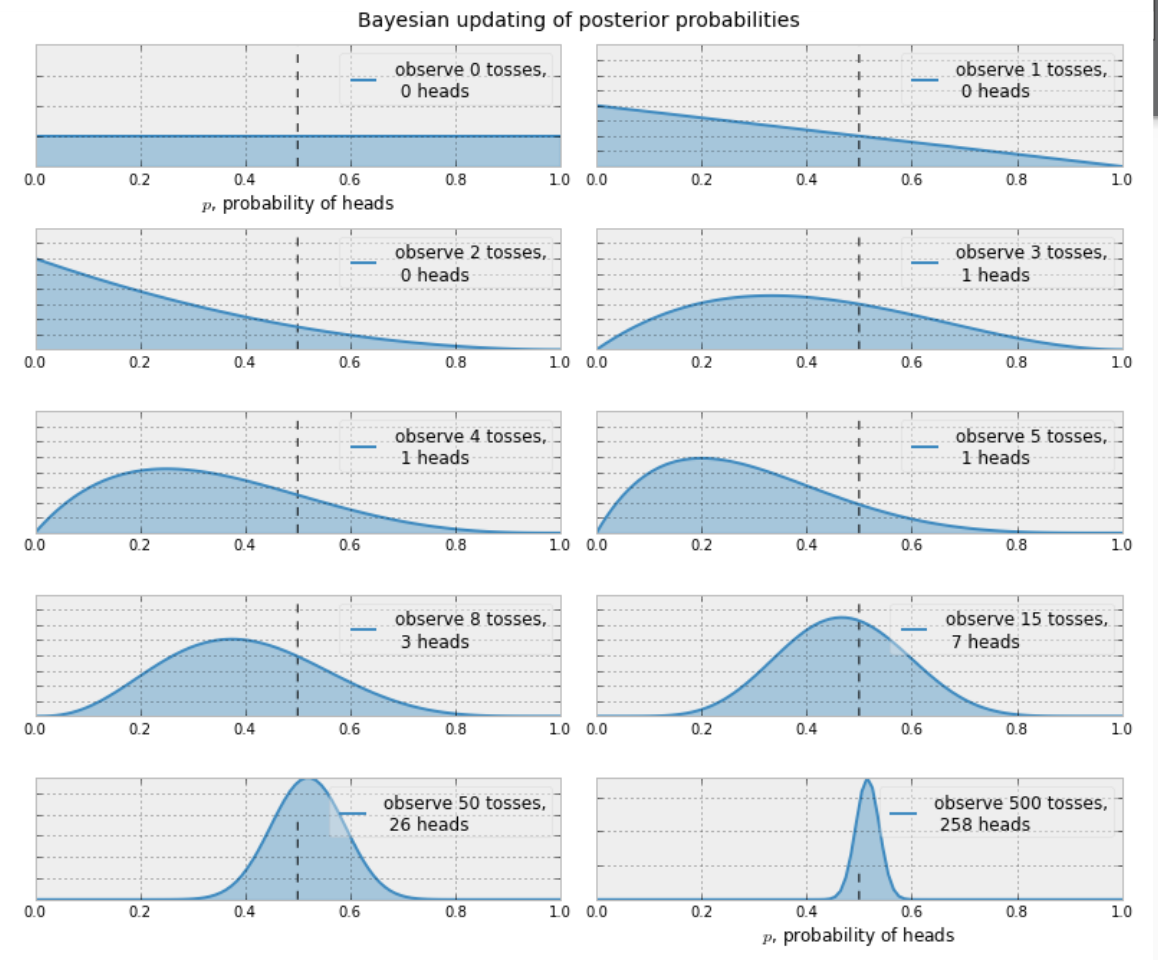 Bayesian updating of posterior probabilities
observe 0 tosses,
0 heads
0.0 0.2 0.4 0.6 0.8 1.0
p, probability of heads
observe 1 tosses,
0 heads
0.0 0.2 0.4 0.6 0.8 1.0
observe 2 tosses,
0 heads
0.0 0.2 0.4 0.6 0.8 1.0
observe 3 tosses,
1 heads
0.0 0.2 0.4 0.6 0.8 1.0
observe 4 tosses,
1 heads
0.0 0.2 0.4 0.6 0.8 1.0
observe 5 tosses,
1 heads
0.0 0.2 0.4 0.6 0.8 1.0
observe 8 tosses,
3 heads
0.0 0.2 0.4 0.6 0.8 1.0
observe 15 tosses,
7 heads
0.0 0.2 0.4 0.6 0.8 1.0
observe 50 tosses,
26 heads
0.0 0.2 0.4 0.6 0.8 1.0
observe 500 tosses,
258 heads
0.0 0.2 0.4 0.6 0.8 1.0
p, probability of heads